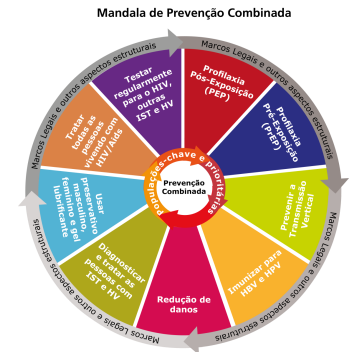 Mandala de Prevenção Combinada
Marcos Legais e outros aspectos estruturais
Marcos Legais e outros aspectos estruturais
Marcos Legais e outros aspectos estruturais
Marcos Legais e outros aspectos estruturais
Testar
regularmente
para o HIV,
outras
IST e HV
Profilaxia
Pós-Exposição
(PEP)
Profilaxia
Pré-Exposição
(PrEP)
Prevenir a
Transmissão
Vertical
Imunizar para
HBV e HPV
Redução de
danos
Diagnosticar
e tratar as
pessoas com
IST e HV
Usar
preservativo
masculino,
feminino e gel
lubrificante
Tratar
todas as
pessoas
vivendo com
HIV/Aids
Populações-chave e prioritárias
Prevenção
Combinada